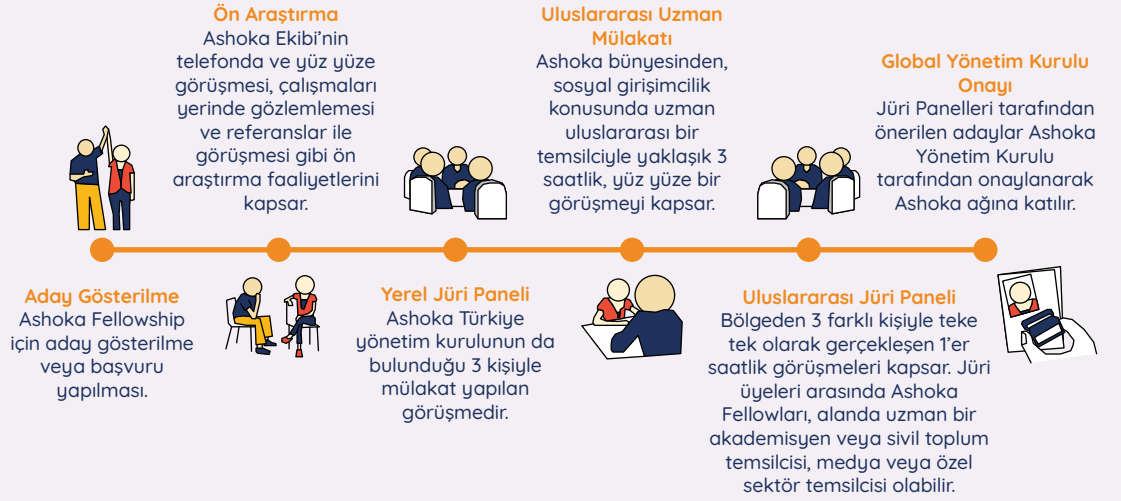 Aday Gösterilme
Ashoka Fellowship
için aday gösterilme
veya başvuru
yapılması.
Ön Araştırma
Ashoka Ekibi’nin
telefonda ve yüz yüze
görüşmesi, çalışmaları
yerinde gözlemlemesi
ve referanslar ile
görüşmesi gibi ön
araştırma faaliyetlerini
kapsar.
Yerel Jüri Paneli
Ashoka Türkiye
yönetim kurulunun da
bulunduğu 3 kişiyle
mülakat yapılan
görüşmedir.
Uluslararası Uzman
Mülakatı
Ashoka bünyesinden,
sosyal girişimcilik
konusunda uzman
uluslararası bir
temsilciyle yaklaşık 3
saatlik, yüz yüze bir
görüşmeyi kapsar.
Uluslararası Jüri Paneli
Bölgeden 3 farklı kişiyle teke
tek olarak gerçekleşen 1’er
saatlik görüşmeleri kapsar. Jüri
üyeleri arasında Ashoka
Fellowları, alanda uzman bir
akademisyen veya sivil toplum
temsilcisi, medya veya özel
sektör temsilcisi olabilir.
Global Yönetim Kurulu
Onayı
Jüri Panelleri tarafından
önerilen adaylar Ashoka
Yönetim Kurulu
tarafından onaylanarak
Ashoka ağına katılır.